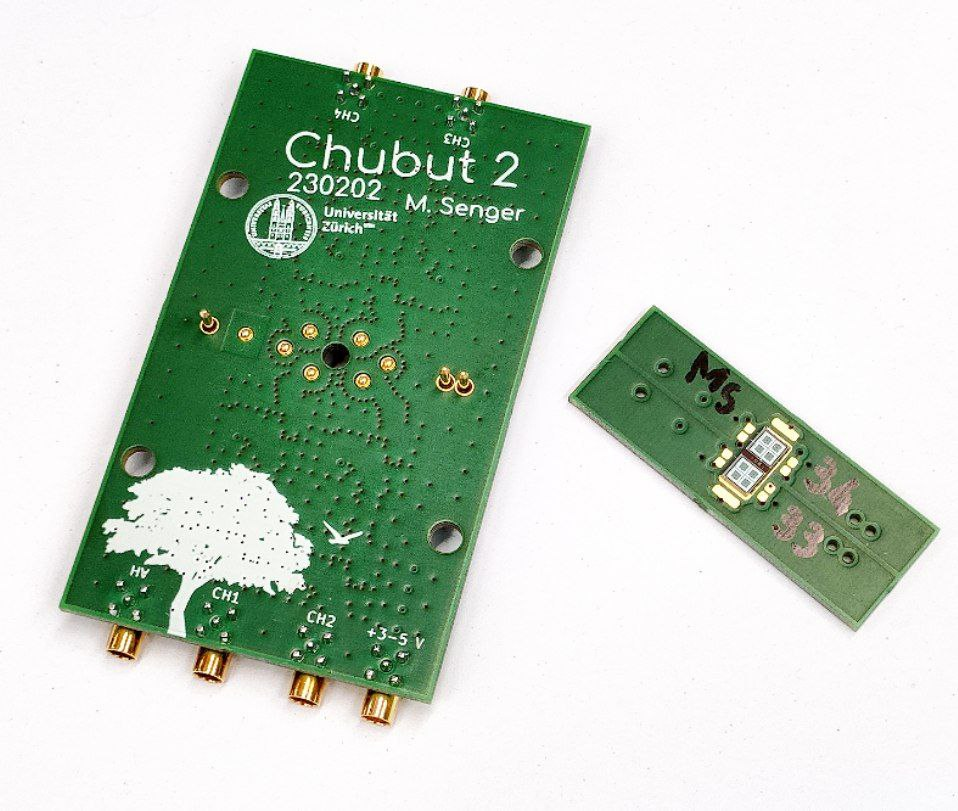 CH4
CH3
Chubut 2
230202 M. Senger
Universität
Zürich
HV
CH1
CH2
+3-5 V
MS
34
33